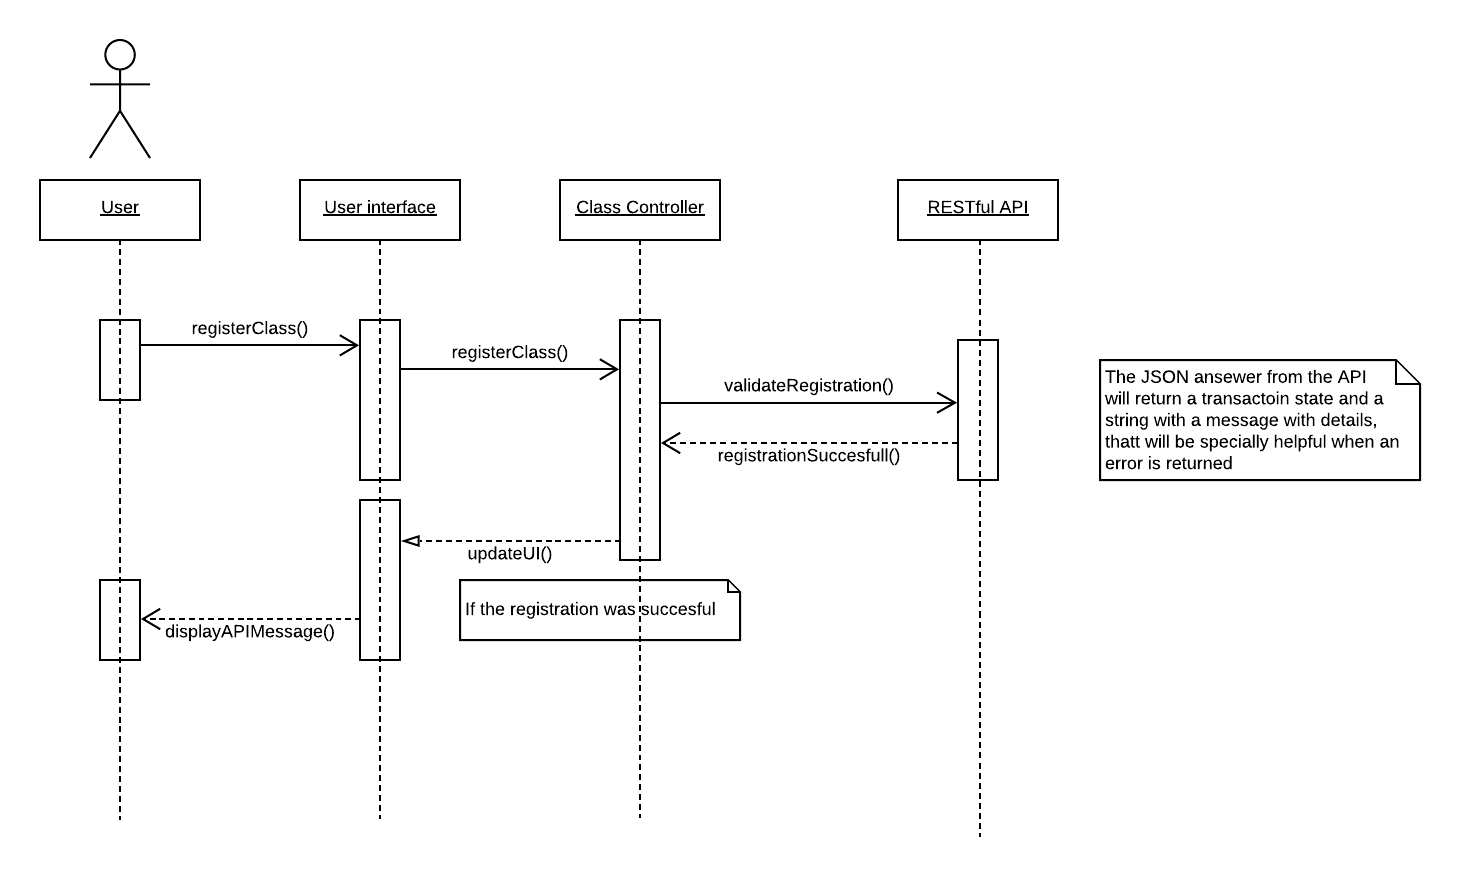 User
User interface
Class Controller
RESTful API
registerClass()
registerClass()
validateRegistration()
registrationSuccesfull()
The JSON ansewer from the API
will return a transactoin state and a
string with a message with details,
thatt will be specially helpful when an
error is returned
updateUI()
If the registration was succesful
displayAPIMessage()